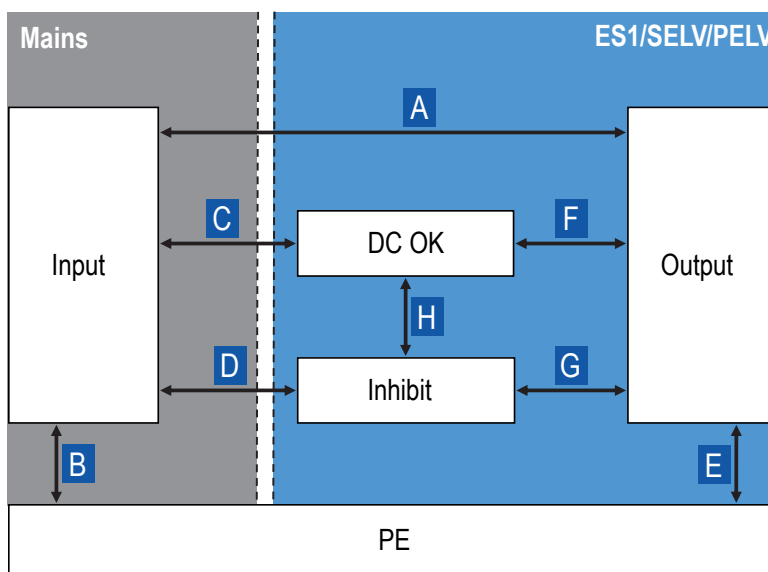 Mains
ES1/SELV/PELV
A
C
F
DC OK
Input
Output
H
D
G
Inhibit
B
E
PE